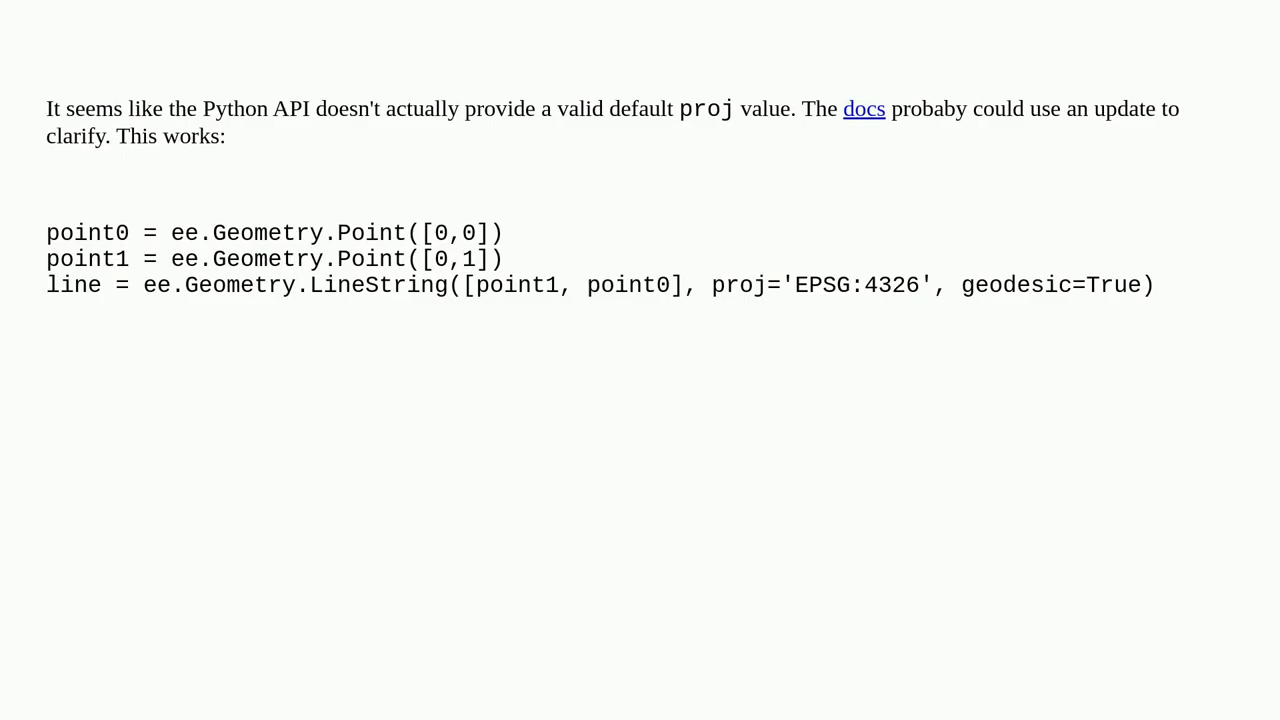 It seems like the Python API doesn't actually provide a valid default proj value. The docs probaby could use an update to
clarify. This works:
point0 = ee.Geometry.Point([0,0])
point1 = ee.Geometry.Point([0,1])
line = ee.Geometry.LineString([point1, point0], proj='EPSG:4326', geodesic=True)